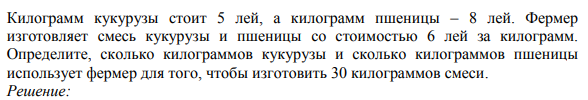 Килограмм кукурузы стоит 5 лей, а килограмм пшеницы – 8 лей. Фермер
изготовляет смесь кукурузы и пшеницы со стоимостью 6 лей за килограмм.
Определите, сколько килограммов кукурузы и сколько килограммов пшеницы
использует фермер для того, чтобы изготовить 30 килограммов смеси.
Решение: